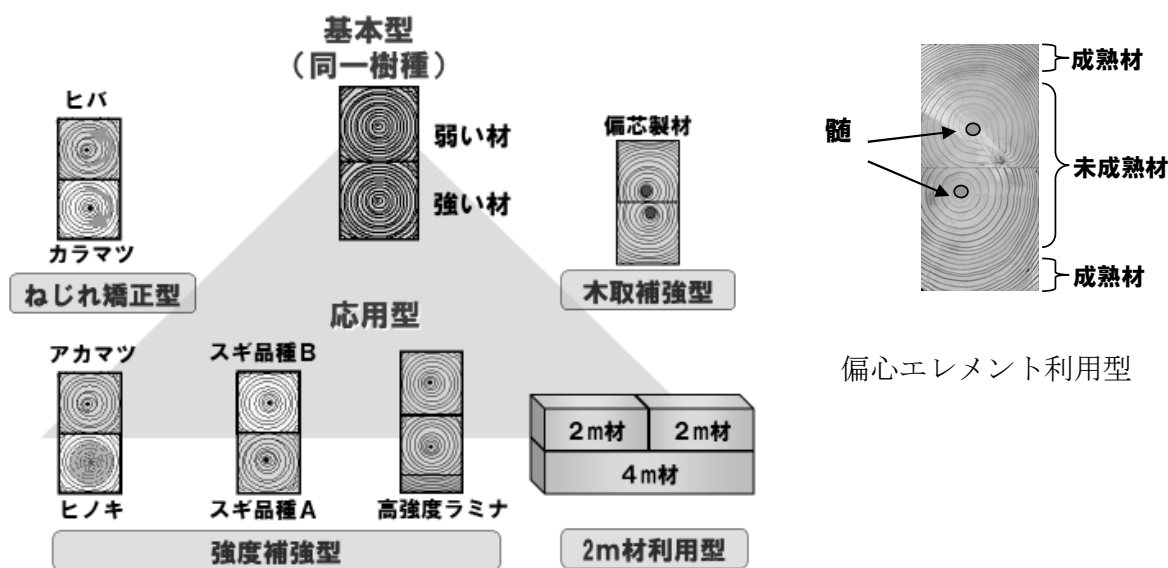 基本型
（同一樹種）
弱い材
強い材
ヒバ
カラマツ
ねじれ矯正型
偏芯製材
木取補強型
応用型
アカマツ
ヒノキ
スギ品種B
スギ品種A
高強度ラミナ
強度補強型
2m材
2m材
4m材
2m材利用型
成熟材
髄
未成熟材
成熟材
偏心エレメント利用型